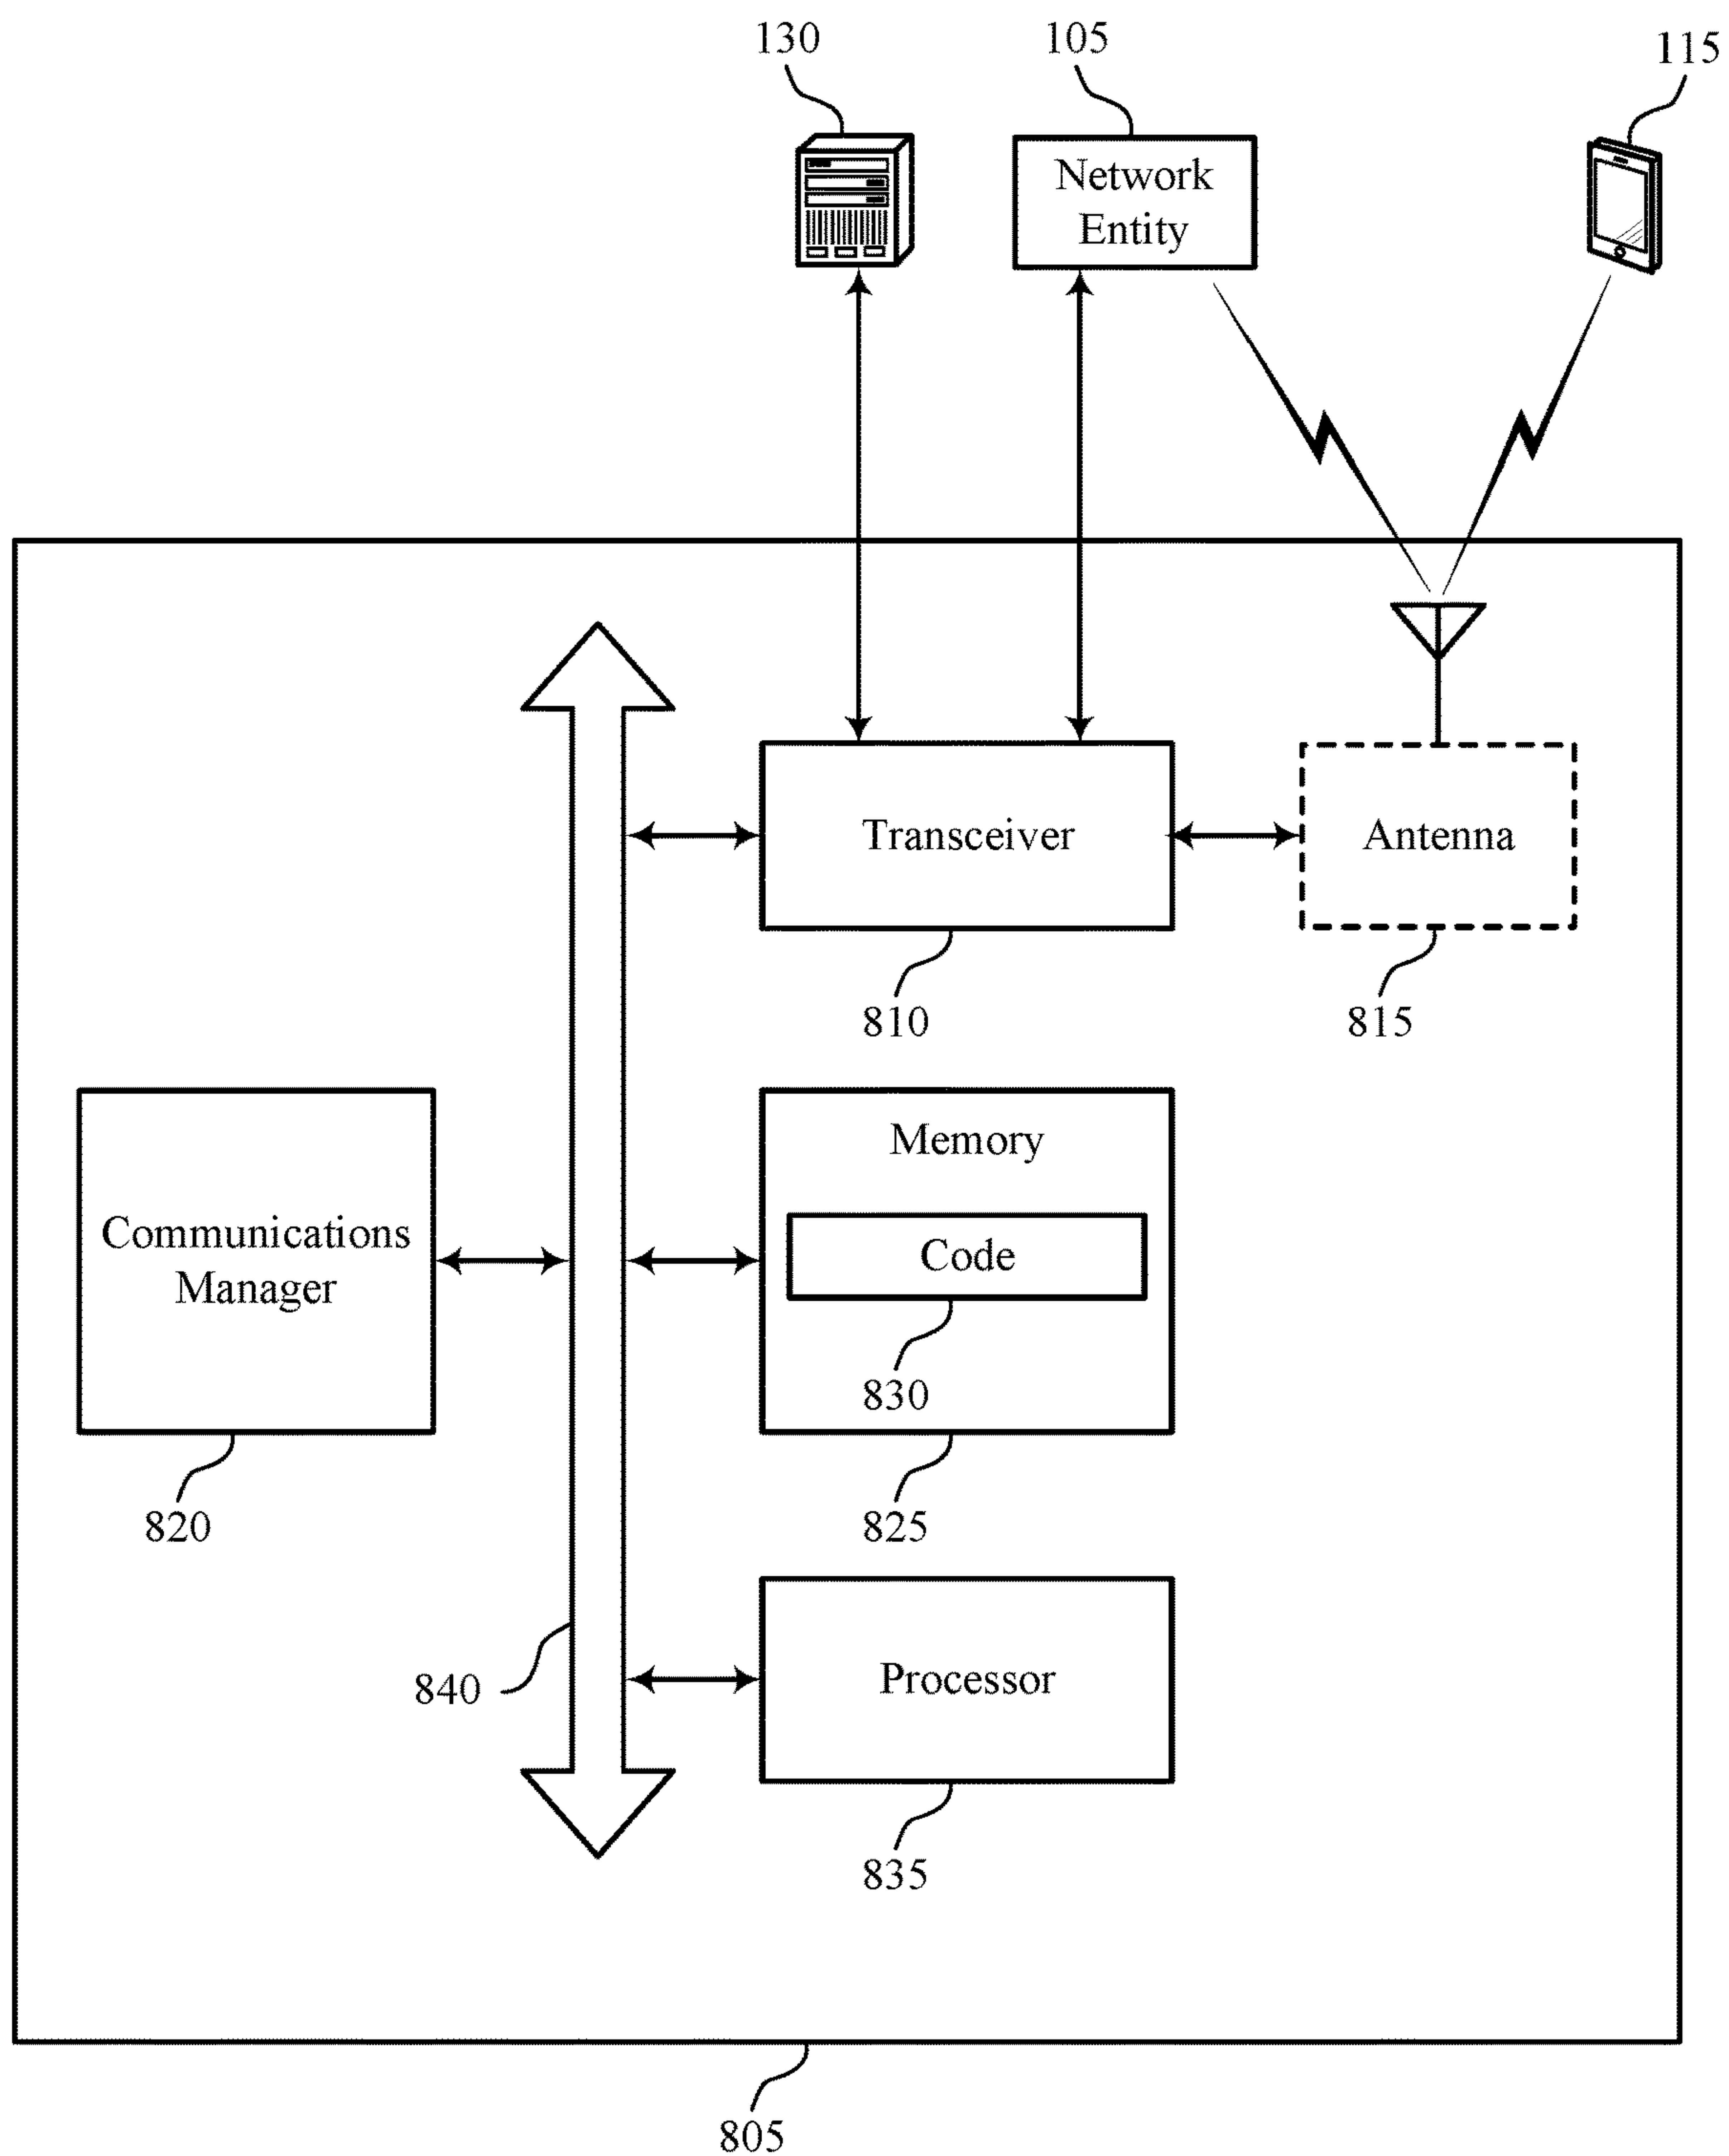 130
105
115
Network
Entity
Transceiver
Antenna
810
815
Memory
Communications
Manager
Code
830
820
825
840
Processor
835
805